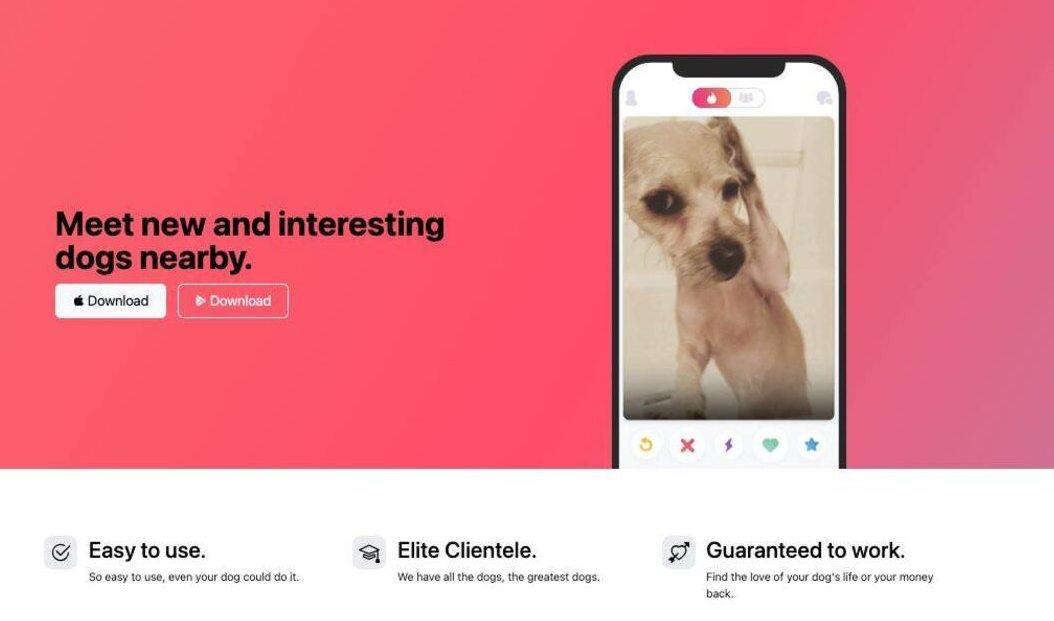 Meet new and interesting
dogs nearby.
Download
Download
Easy to use.
So easy to use, even your dog could do it.
Elite Clientele.
We have all the dogs, the greatest dogs.
Guaranteed to work.
Find the love of your dog's life or your money
back.